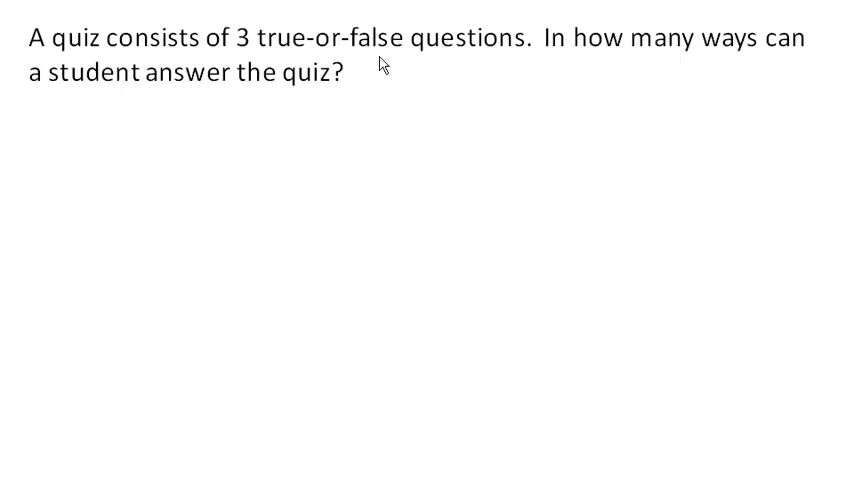 A quiz consists of 3 true-or-false questions.  In how many ways can
a student answer the quiz?